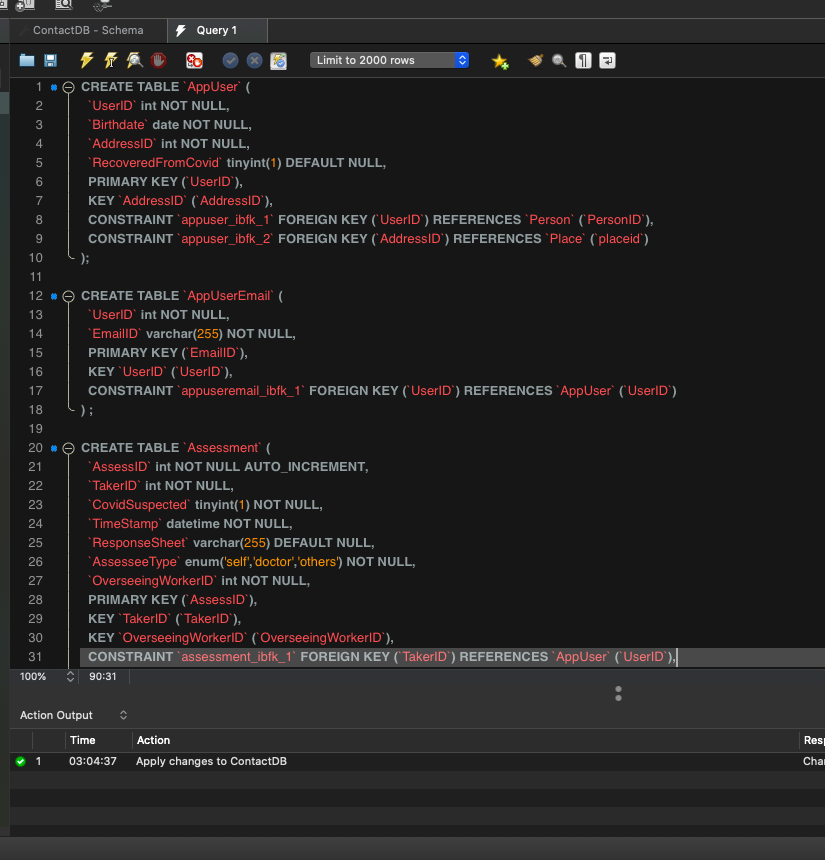 ContactDB - Schema
Query 1
Limit to 2000 rows
1 CREATE TABLE `AppUser` (
2 `UserID` int NOT NULL,
3 `Birthdate` date NOT NULL,
4 `AddressID` int NOT NULL,
5 `RecoveredFromCovid` tinyint(1) DEFAULT NULL,
6 PRIMARY KEY (`UserID`),
7 KEY `AddressID` (`AddressID`),
8 CONSTRAINT `appuser_ibfk_1` FOREIGN KEY (`UserID`) REFERENCES `Person` (`PersonID`),
9 CONSTRAINT `appuser_ibfk_2` FOREIGN KEY (`AddressID`) REFERENCES `Place` (`placeid`)
10 );
11
12 CREATE TABLE `AppUserEmail` (
13 `UserID` int NOT NULL,
14 `EmailID` varchar(255) NOT NULL,
15 PRIMARY KEY (`EmailID`),
16 KEY `UserID` (`UserID`),
17 CONSTRAINT `appuseremail_ibfk_1` FOREIGN KEY (`UserID`) REFERENCES `AppUser` (`UserID`)
18 ) ;
19
20 CREATE TABLE `Assessment` (
21 `AssessID` int NOT NULL AUTO_INCREMENT,
22 `TakerID` int NOT NULL,
23 `CovidSuspected` tinyint(1) NOT NULL,
24 `TimeStamp` datetime NOT NULL,
25 `ResponseSheet` varchar(255) DEFAULT NULL,
26 `AssesseeType` enum('self','doctor','others') NOT NULL,
27 `OverseeingWorkerID` int NOT NULL,
28 PRIMARY KEY (`AssessID`),
29 KEY `TakerID` (`TakerID`),
30 KEY `OverseeingWorkerID` (`OverseeingWorkerID`),
31 CONSTRAINT `assessment_ibfk_1` FOREIGN KEY (`TakerID`) REFERENCES `AppUser` (`UserID`),
100% 90:31
Action Output
Time Action Resp
1 03:04:37 Apply changes to ContactDB Chan